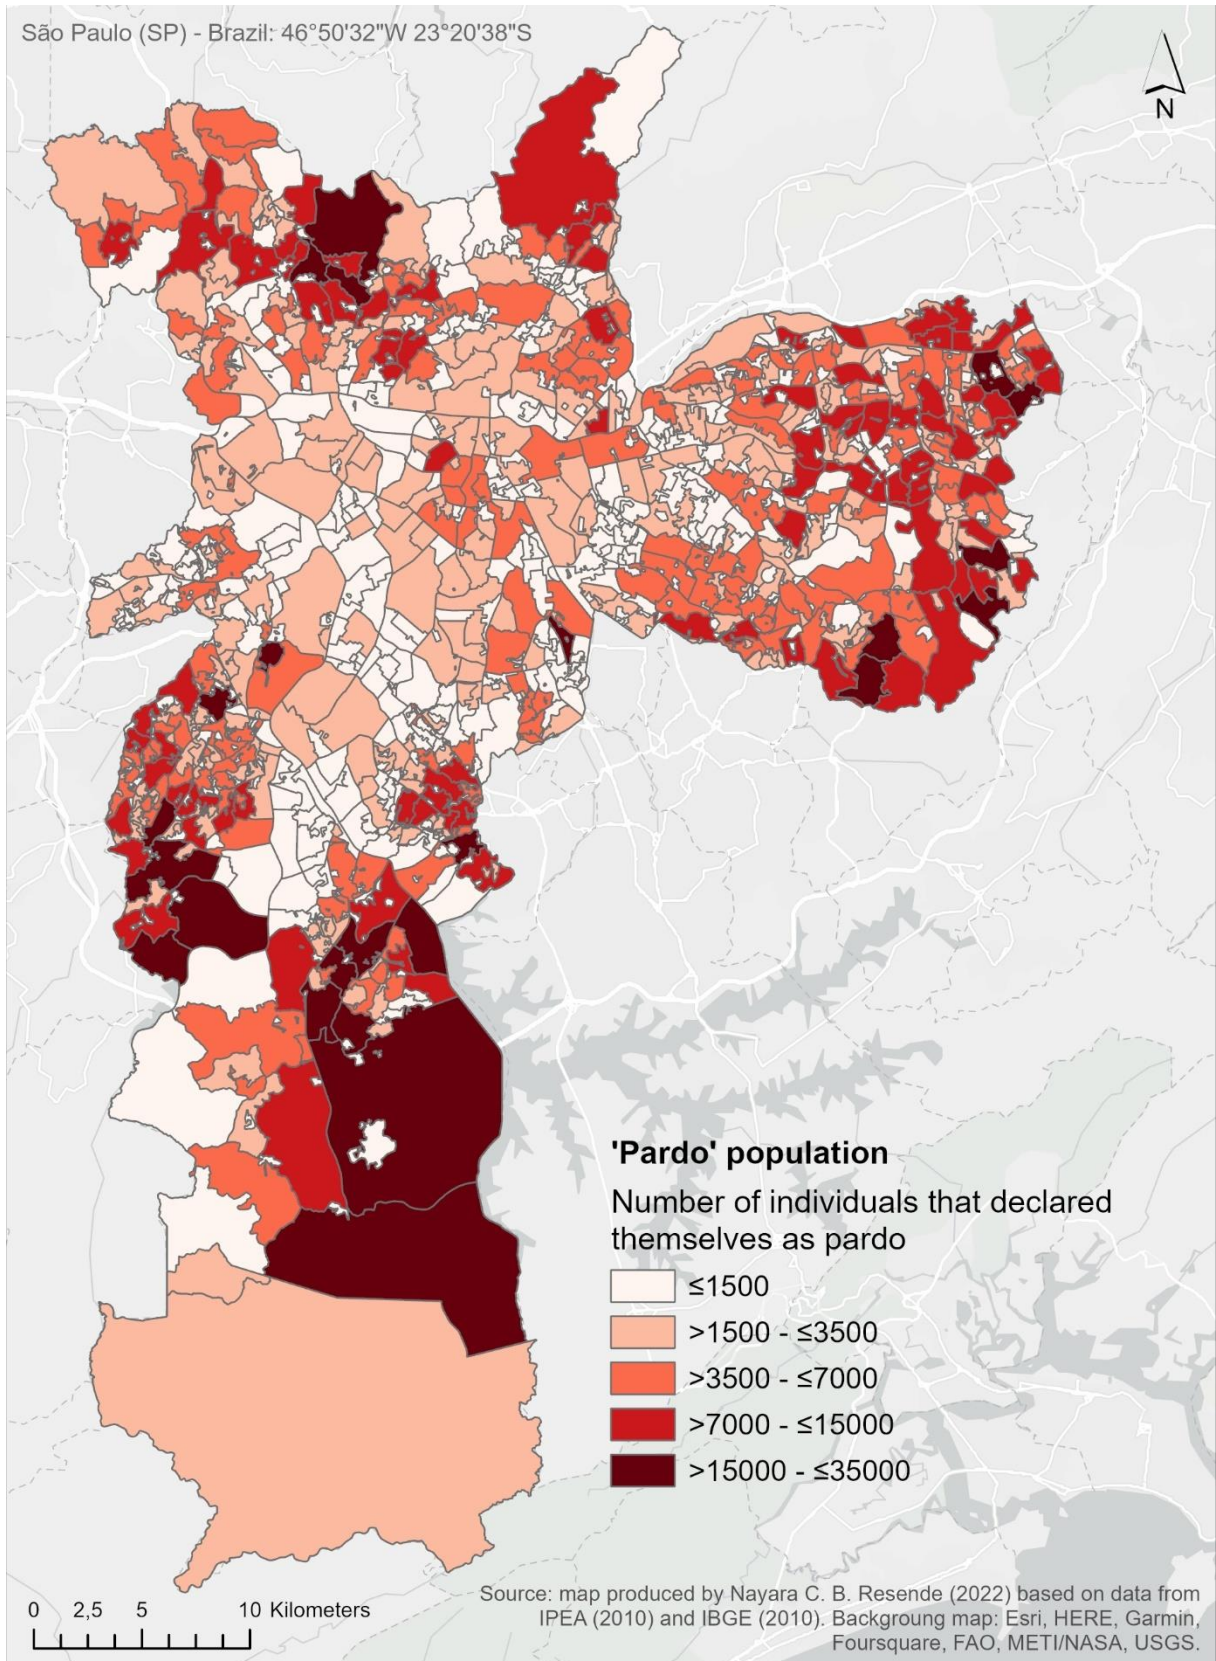 São Paulo (SP) - Brazil: 46°50'32"W 23°20'38"S
N
'Pardo' population
Number of individuals that declared
themselves as pardo
≤1500
>1500 - ≤3500
>3500 - ≤7000
>7000 - ≤15000
>15000 - ≤35000
0 2,5 5 10 Kilometers
Source: map produced by Nayara C. B. Resende (2022) based on data from
IPEA (2010) and IBGE (2010). Backgroung map: Esri, HERE, Garmin,
Foursquare, FAO, METI/NASA, USGS.